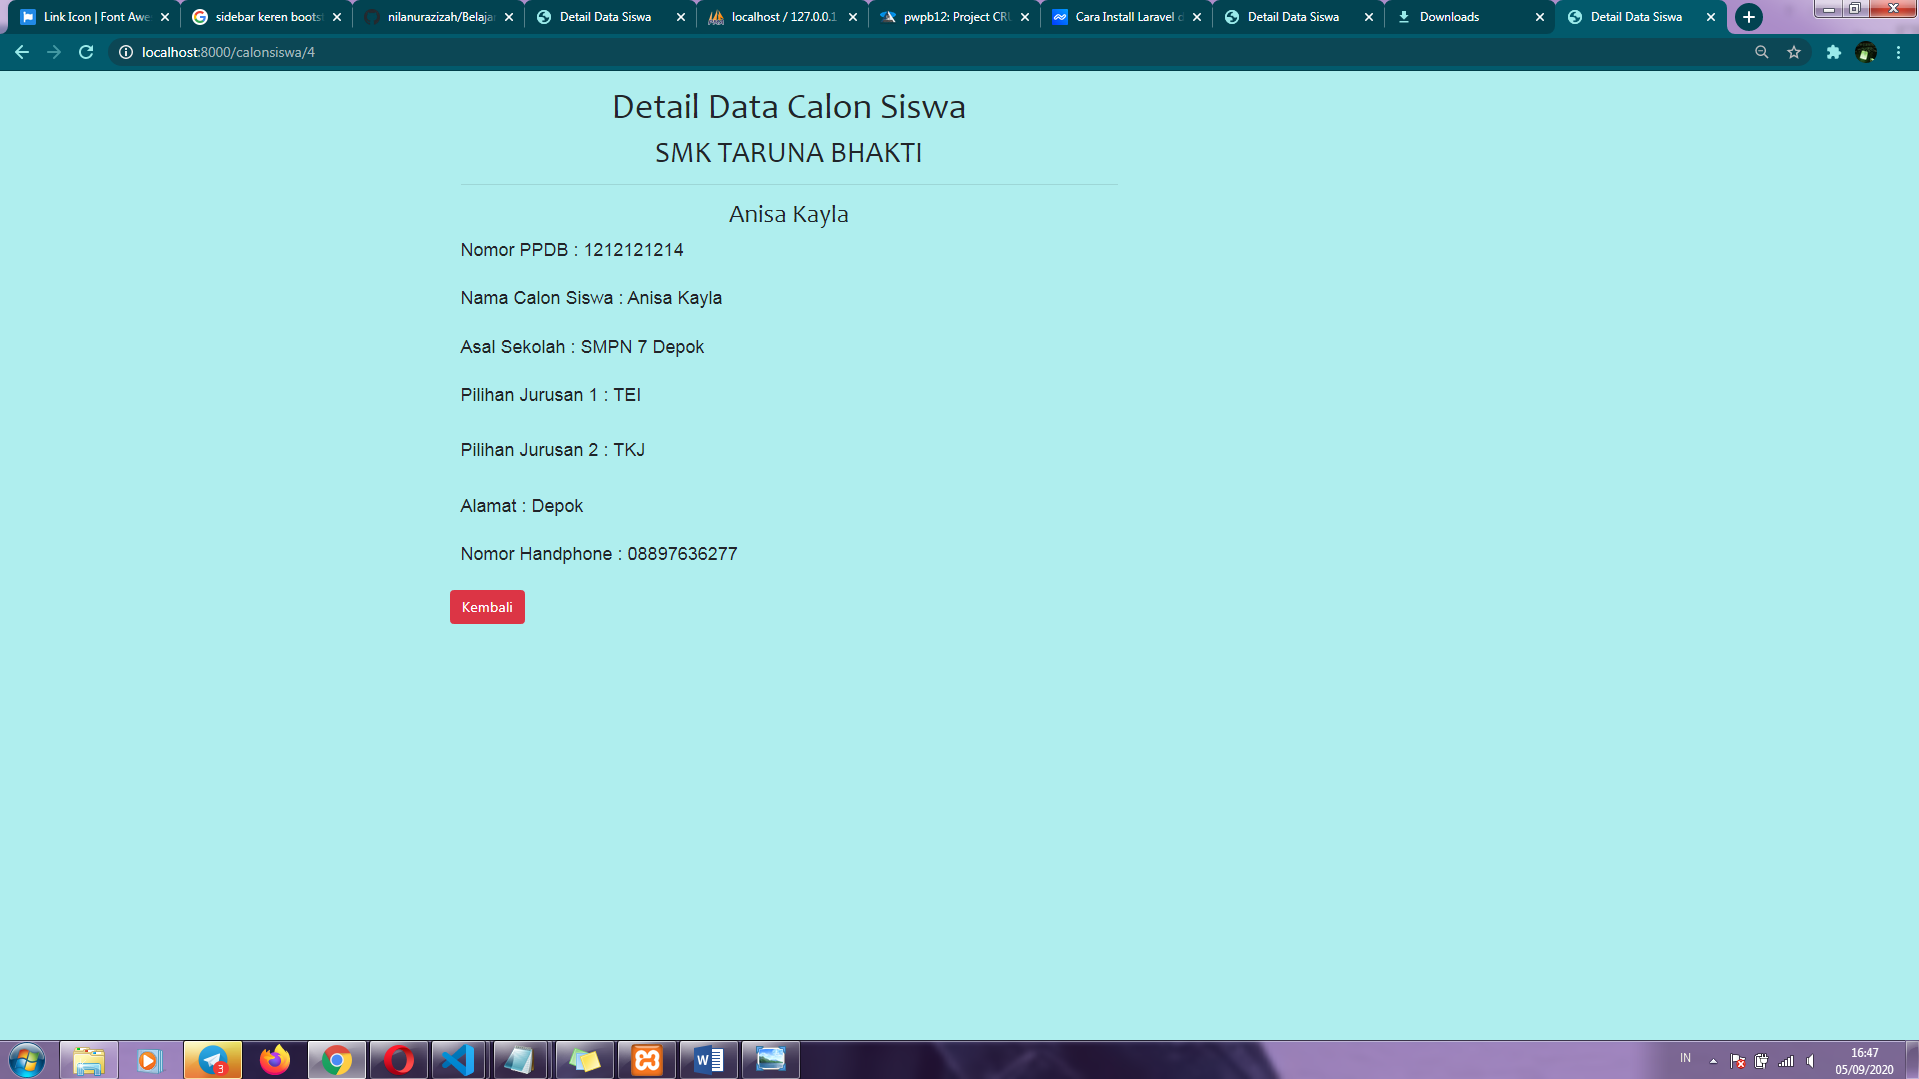 Link Icon | Font Awe
sidebar keren boots
nilanurazizah/Belaja
Detail Data Siswa
localhost / 127.0.0.1
pwpb12: Project CR
Cara Install Laravel d
Detail Data Siswa
Downloads
Detail Data Siswa
localhost:8000/calonsiswa/4
Detail Data Calon Siswa
SMK TARUNA BHAKTI
Anisa Kayla
Nomor PPDB : 1212121214
Nama Calon Siswa : Anisa Kayla
Asal Sekolah : SMPN 7 Depok
Pilihan Jurusan 1 : TEI
Pilihan Jurusan 2 : TKJ
Alamat : Depok
Nomor Handphone : 08897636277
Kembali
3
IN
16:47
05/09/2020